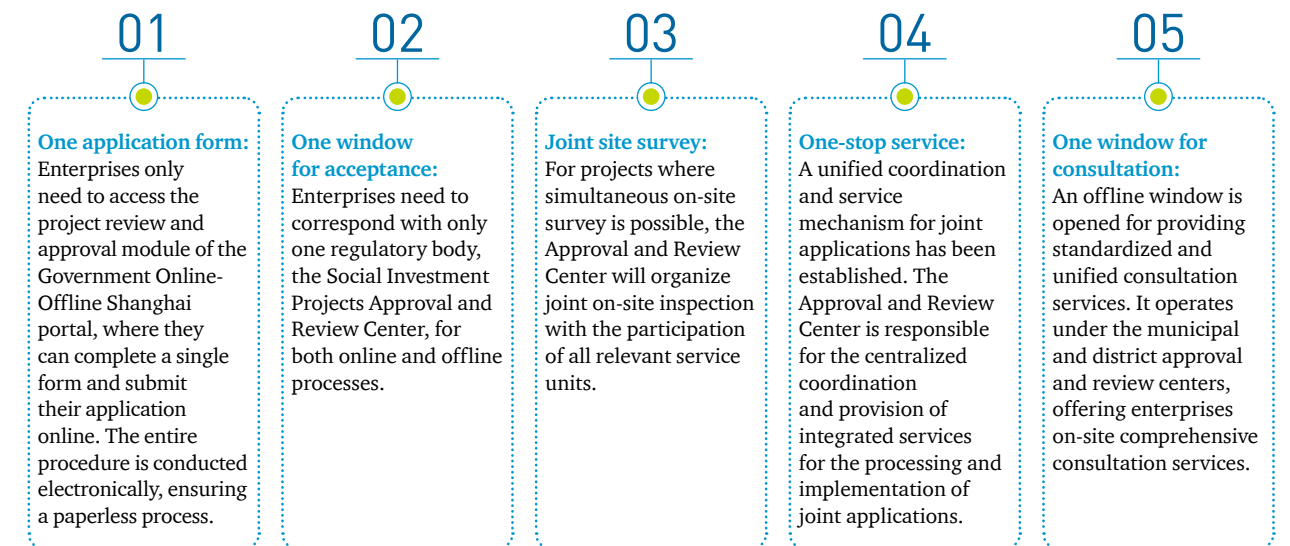 01
One application form:
Enterprises only
need to access the
project review and
approval module of the
Government Online-
Offline Shanghai
portal, where they
can complete a single
form and submit
their application
online. The entire
procedure is conducted
electronically, ensuring
a paperless process.
02
One window
for acceptance:
Enterprises need to
correspond with only
one regulatory body,
the Social Investment
Projects Approval and
Review Center, for
both online and offline
processes.
03
Joint site survey:
For projects where
simultaneous on-site
survey is possible, the
Approval and Review
Center will organize
joint on-site inspection
with the participation
of all relevant service
units.
04
One-stop service:
A unified coordination
and service
mechanism for joint
applications has been
established. The
Approval and Review
Center is responsible
for the centralized
coordination
and provision of
integrated services
for the processing and
implementation of
joint applications.
05
One window for
consultation:
An offline window is
opened for providing
standardized and
unified consultation
services. It operates
under the municipal
and district approval
and review centers,
offering enterprises
on-site comprehensive
consultation services.